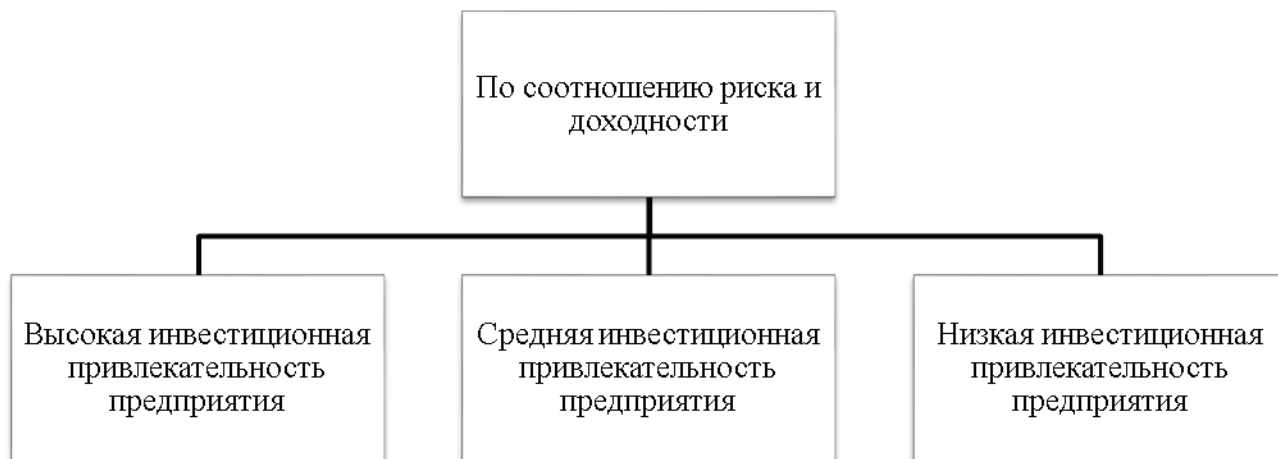 По соотношению риска и
доходности
Высокая инвестиционная
привлекательность
предприятия
Средняя инвестиционная
привлекательность
предприятия
Низкая инвестиционная
привлекательность
предприятия